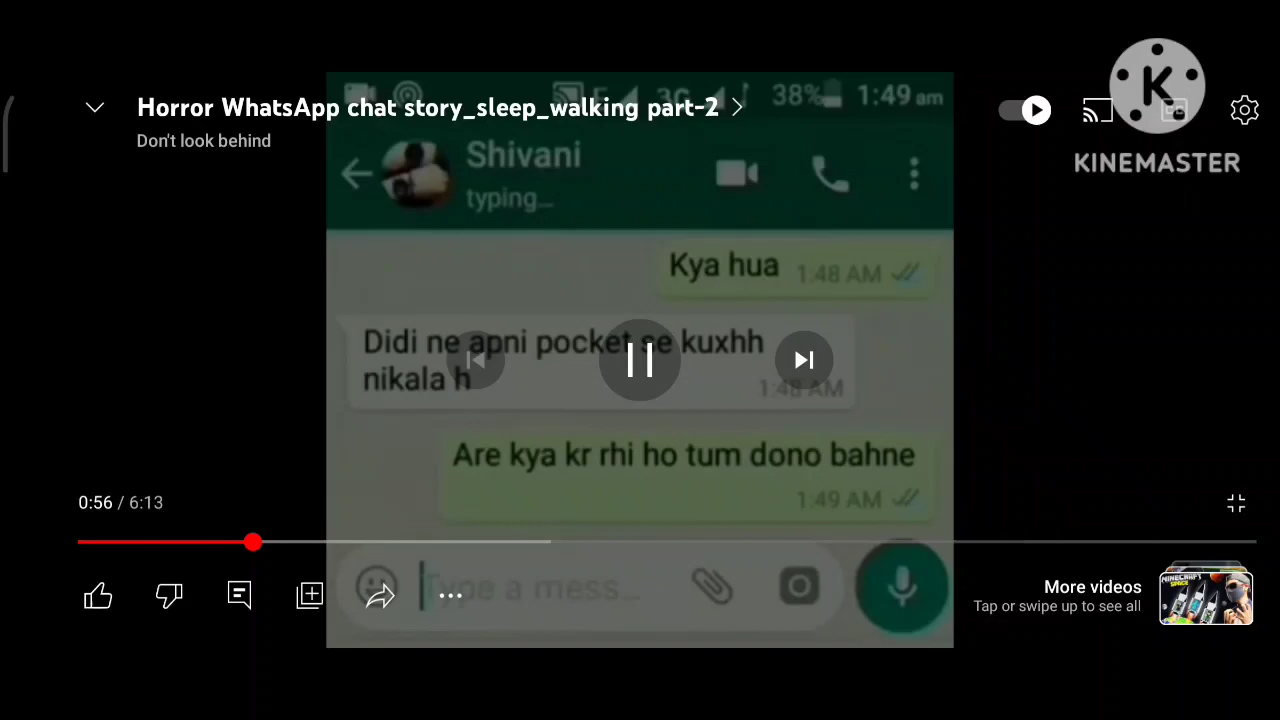 38% 1:49 am
Horror WhatsApp chat story_sleep_walking part-2
Don't look behind
KINEMASTER
Shivani
typing...
Kya hua 1:48 AM
Didi ne apni pocket se kuxhh
nikala h 1:48 AM
Are kya kr rhi ho tum dono bahne
1:49 AM
0:56 / 6:13
Type a mess...
More videos
Tap or swipe up to see all
MINECRAFT
SPACE